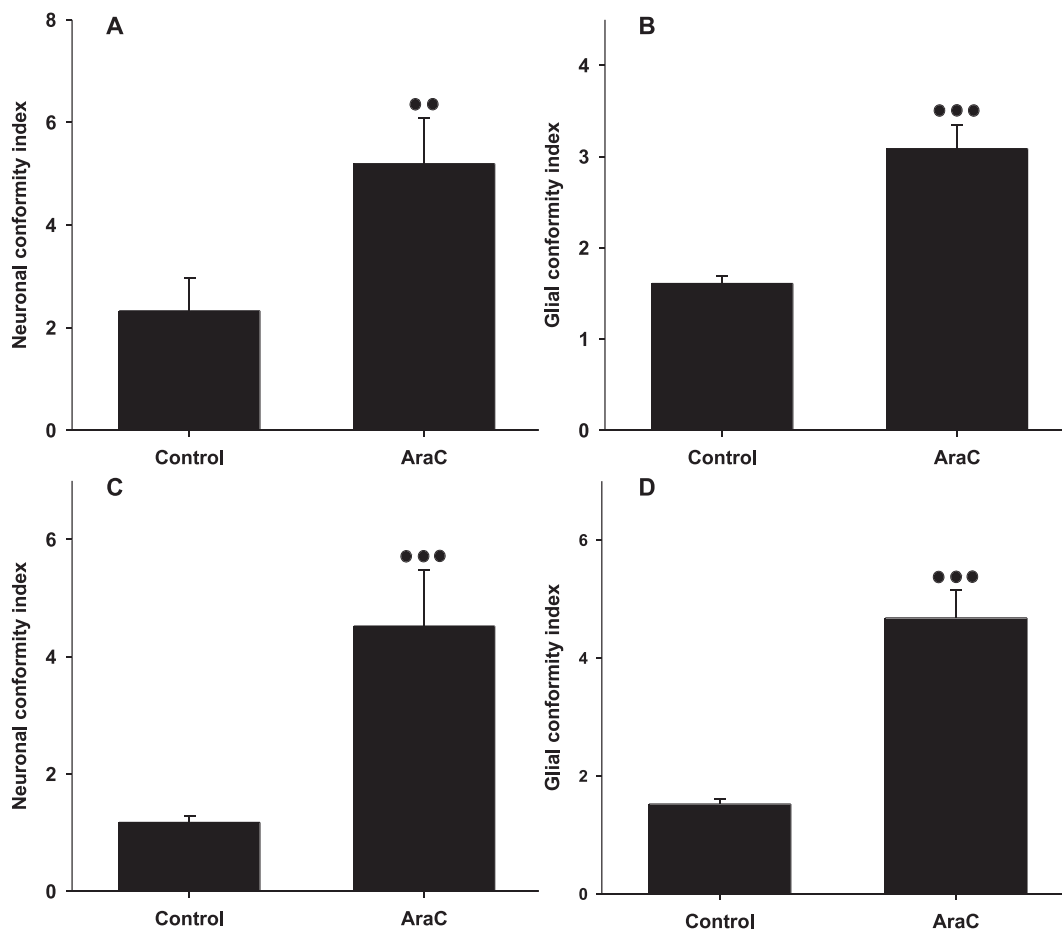 A
Neuronal conformity index
8
6
4
2
0
●●
Control
AraC
B
Glial conformity index
4
3
2
1
0
●●●
Control
AraC
C
Neuronal conformity index
6
4
2
0
●●●
Control
AraC
D
Glial conformity index
6
4
2
0
●●●
Control
AraC